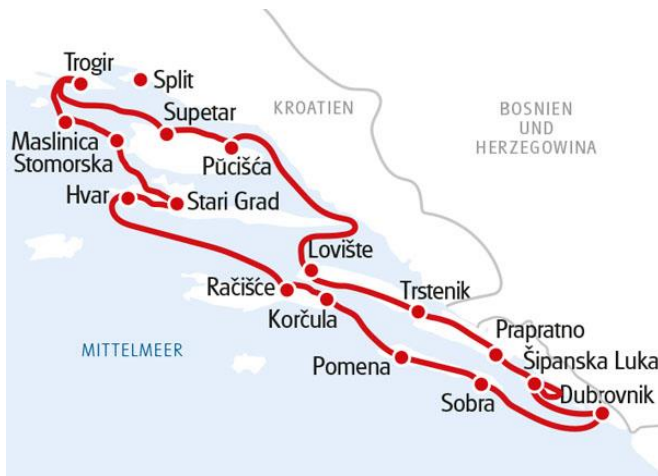 Trogir
Split
KROATIEN
BOSNIEN
UND
HERZEGOWINA
Supetar
Maslinica
Stomorska
Pŭcišća
Hvar
Stari Grad
Lovište
Račišće
Trstenik
Korčula
Prapratno
MITTELMEER
Pomena
Šipanska Luka
Sobra
Dubrovnik